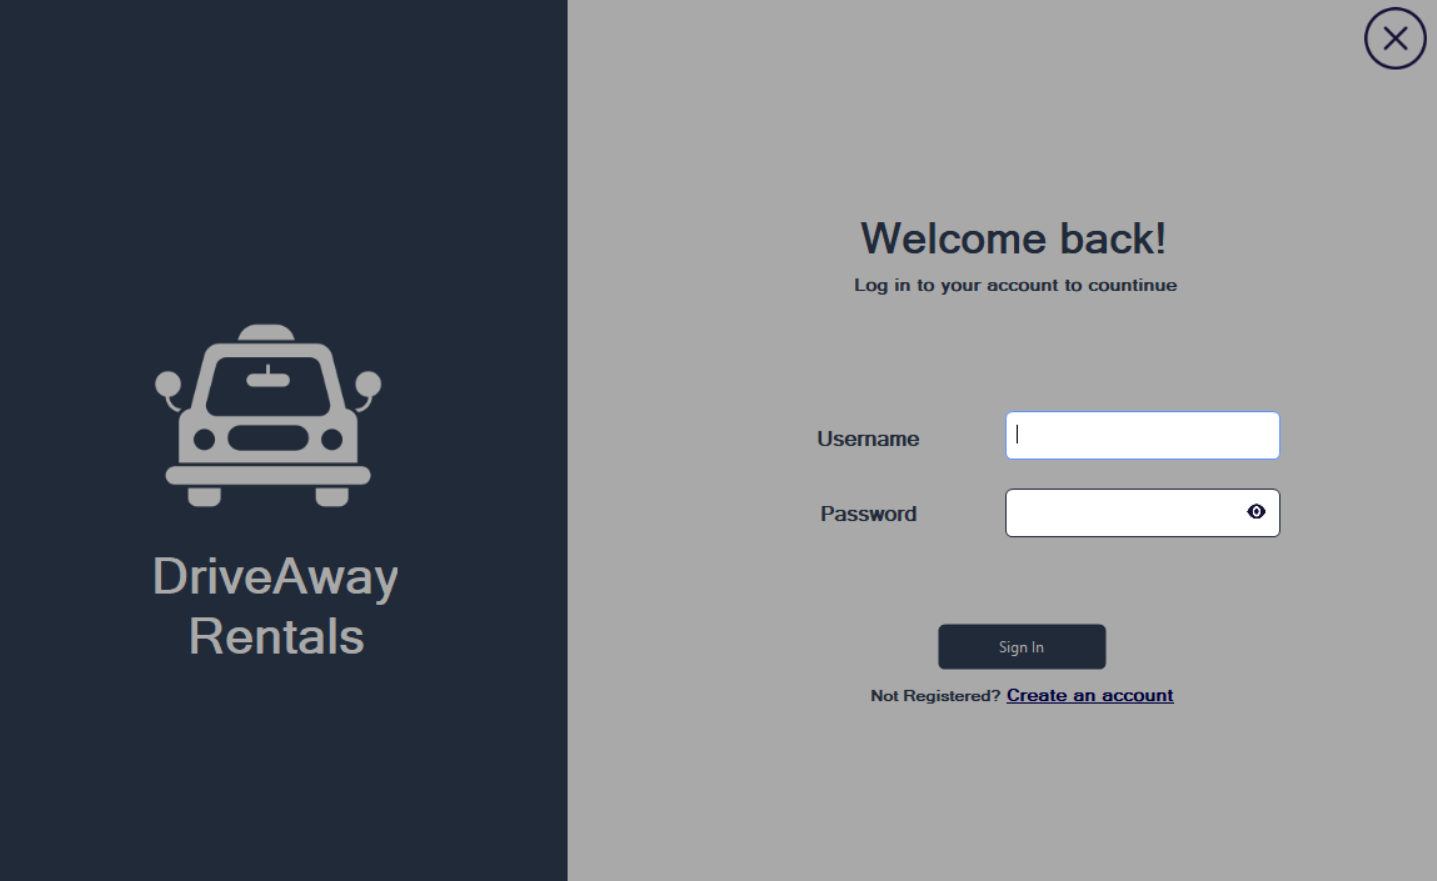 DriveAway
Rentals
Welcome back!
Log in to your account to countinue
Username
Password
Sign In
Not Registered? Create an account